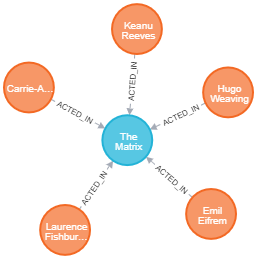 Keanu
Reeves
Carrie-A...
ACTED_IN
ACTED_IN
ACTED_IN
Hugo
Weaving
The
Matrix
ACTED_IN
ACTED_IN
Laurence
Fishbur...
Emil
Eifrem